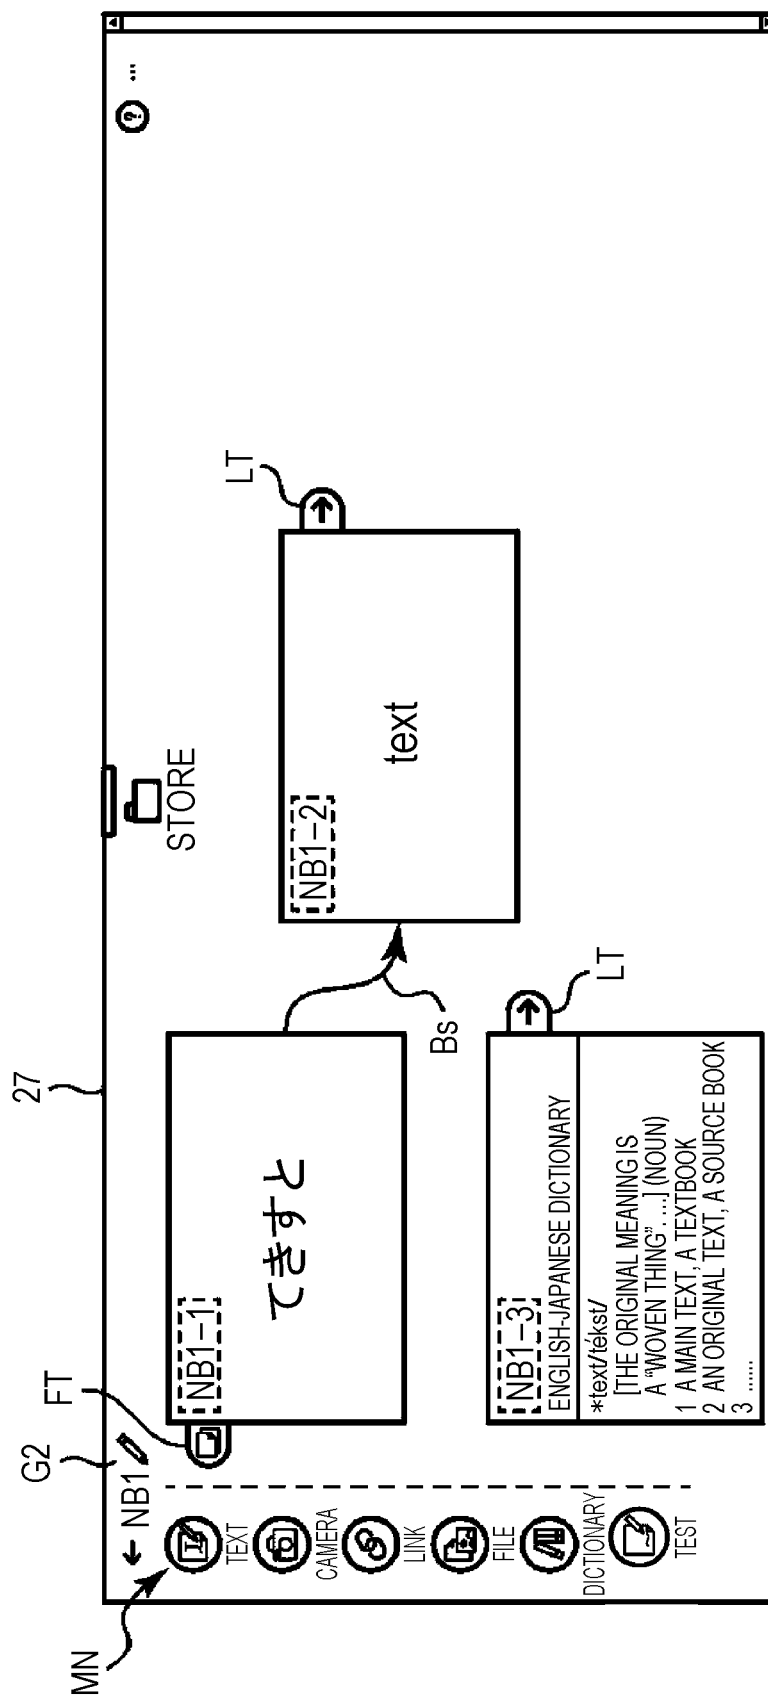 27
G2
MN
← NB1
STORE
? ...
TEXT
CAMERA
LINK
FILE
DICTIONARY
TEST
FT
NB1-1
てきすと
Bs
NB1-2
text
LT
NB1-3
ENGLISH-JAPANESE DICTIONARY
*text/tékst/
[THE ORIGINAL MEANING IS
A “WOVEN THING”. ...] (NOUN)
1 A MAIN TEXT, A TEXTBOOK
2 AN ORIGINAL TEXT, A SOURCE BOOK
3 ......
LT